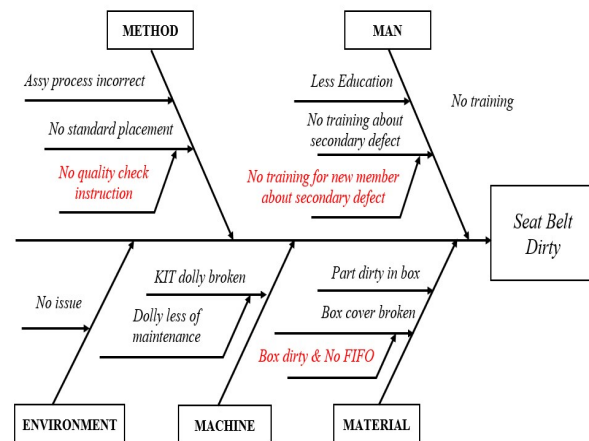 METHOD
MAN
Assy process incorrect
Less Education
No training
No standard placement
No training about
secondary defect
No quality check
instruction
No training for new member
about secondary defect
Seat Belt
Dirty
KIT dolly broken
Part dirty in box
No issue
Dolly less of
maintenance
Box cover broken
Box dirty & No FIFO
ENVIRONMENT
MACHINE
MATERIAL